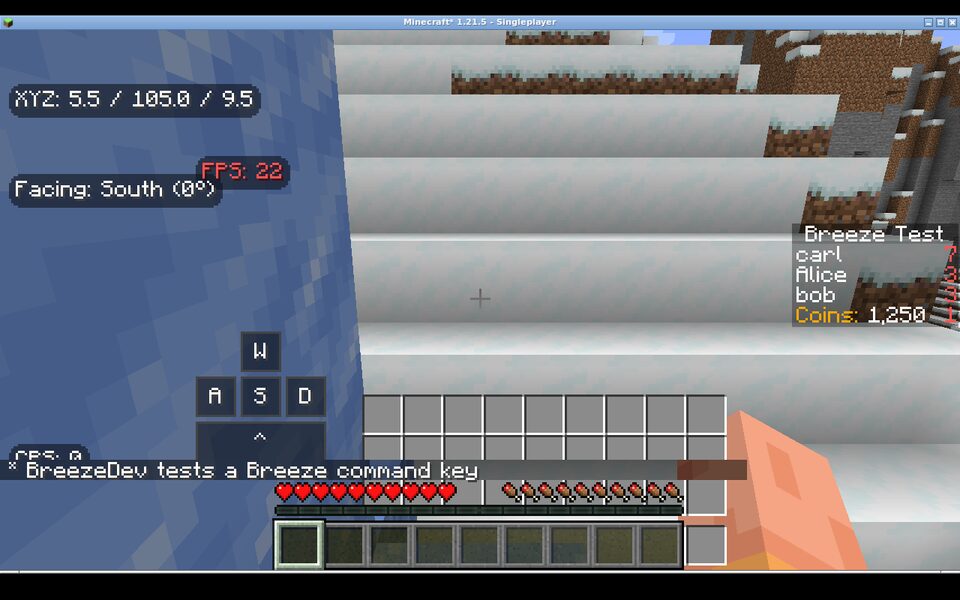 Minecraft* 1.21.5 - Singleplayer
XYZ: 5.5 / 105.0 / 9.5
FPS: 22
Facing: South (0°)
Breeze Test
carl 7
Alice
bob
Coins: 1,250
W
A S D
^
CPS: 0
* BreezeDev tests a Breeze command key